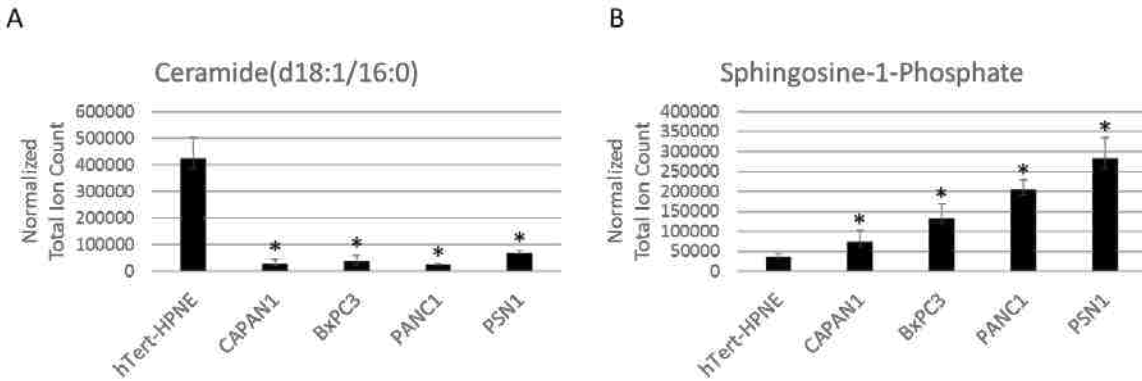 A
Ceramide(d18:1/16:0)
Normalized
Total Ion Count
600000
500000
400000
300000
200000
100000
0
*
*
*
*
hTert-HPNE
CAPAN1
BxPC3
PANC1
PSN1
B
Sphingosine-1-Phosphate
Normalized
Total Ion Count
400000
350000
300000
250000
200000
150000
100000
50000
0
*
*
*
*
hTert-HPNE
CAPAN1
BxPC3
PANC1
PSN1